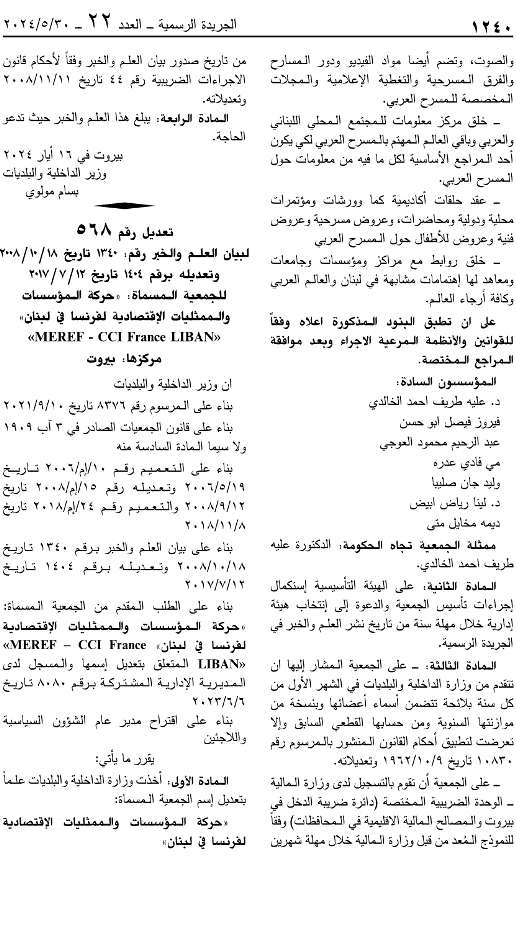 ١٢٤٠
الجريدة الرسمية – العدد ٢٢ – ٢٠٢٤/٥/٣٠
والصوت، وتضم أيضا مواد الفيديو ودور المسارح
والفرق المسرحية والتغطية الإعلامية والمجلات
المخصصة للمسرح العربي.
– خلق مركز معلومات للمجتمع المحلي اللبناني
والعربي وباقي العالم المهتم بالمسرح العربي لكي يكون
أحد المراجع الأساسية لكل ما فيه من معلومات حول
المسرح العربي.
– عقد حلقات أكاديمية كما وورشات ومؤتمرات
محلية ودولية ومحاضرات، وعروض مسرحية وعروض
فنية وعروض للأطفال حول المسرح العربي
– خلق روابط مع مراكز ومؤسسات وجامعات
ومعاهد لها إهتمامات مشابهة في لبنان والعالم العربي
وكافة أرجاء العالم.
على ان تطبق البنود المذكورة اعلاه وفقاً
للقوانين والأنظمة المرعية الاجراء وبعد موافقة
المراجع المختصة.
المؤسسون السادة:
د. عليه طريف احمد الخالدي
فيروز فيصل ابو حسن
عبد الرحيم محمود العوجي
مي فادي عدره
وليد جان صليبا
د. لينا رياض ابيض
ديمه مخايل متى
ممثلة الجمعية تجاه الحكومة: الدكتورة عليه
طريف احمد الخالدي.
المادة الثانية: على الهيئة التأسيسية إستكمال
إجراءات تأسيس الجمعية والدعوة إلى إنتخاب هيئة
إدارية خلال مهلة سنة من تاريخ نشر العلم والخبر في
الجريدة الرسمية.
المادة الثالثة: – على الجمعية المشار إليها ان
تتقدم من وزارة الداخلية والبلديات في الشهر الأول من
كل سنة بلائحة تتضمن أسماء أعضائها وبنسخة من
موازنتها السنوية ومن حسابها القطعي السابق وإلا
تعرضت لتطبيق أحكام القانون المنشور بالمرسوم رقم
١٠٨٣٠ تاريخ ١٩٦٢/١٠/٩ وتعديلاته.
– على الجمعية أن تقوم بالتسجيل لدى وزارة المالية
– الوحدة الضريبية المختصة (دائرة ضريبة الدخل في
بيروت والمصالح المالية الاقليمية في المحافظات) وفقاً
للنموذج المُعد من قبل وزارة المالية خلال مهلة شهرين
من تاريخ صدور بيان العلم والخبر وفقاً لأحكام قانون
الاجراءات الضريبية رقم ٤٤ تاريخ ٢٠٠٨/١١/١١
وتعديلاته.
المادة الرابعة: يبلغ هذا العلم والخبر حيث تدعو
الحاجة.
بيروت في ١٦ أيار ٢٠٢٤
وزير الداخلية والبلديات
بسام مولوي
تعديل رقم ٥٦٨
لبيان العلم والخبر رقم: ١٣٤٠ تاريخ ٢٠٠٨/١٠/١٨
وتعديله برقم ١٤٠٤ تاريخ ٢٠١٧/٧/١٢
للجمعية المسماة: «حركة المؤسسات
والممثليات الإقتصادية لفرنسا في لبنان»
«MEREF - CCI France LIBAN»
مركزها: بيروت
ان وزير الداخلية والبلديات
بناء على المرسوم رقم ٨٣٧٦ تاريخ ٢٠٢١/٩/١٠
بناء على قانون الجمعيات الصادر في ٣ آب ١٩٠٩
ولا سيما المادة السادسة منه
بناء على التعميم رقم ١٠/إم/٢٠٠٦ تاريخ
٢٠٠٦/٥/١٩ وتعديله رقم ١٥/إم/٢٠٠٨ تاريخ
٢٠٠٨/٩/١٢ والتعميم رقم ٢٤/إم/٢٠١٨ تاريخ
٢٠١٨/١١/٨
بناء على بيان العلم والخبر برقم ١٣٤٠ تاريخ
٢٠٠٨/١٠/١٨ وتعديله برقم ١٤٠٤ تاريخ
٢٠١٧/٧/١٢
بناء على الطلب المقدم من الجمعية المسماة:
«حركة المؤسسات والممثليات الإقتصادية
لفرنسا في لبنان» «MEREF – CCI France
LIBAN» المتعلق بتعديل إسمها والمسجل لدى
المديرية الإدارية المشتركة برقم ٨٠٨٠ تاريخ
٢٠٢٣/٦/٦
بناء على اقتراح مدير عام الشؤون السياسية
واللاجئين
يقرر ما يأتي:
المادة الأولى: أخذت وزارة الداخلية والبلديات علماً
بتعديل إسم الجمعية المسماة:
«حركة المؤسسات والممثليات الإقتصادية
لفرنسا في لبنان»